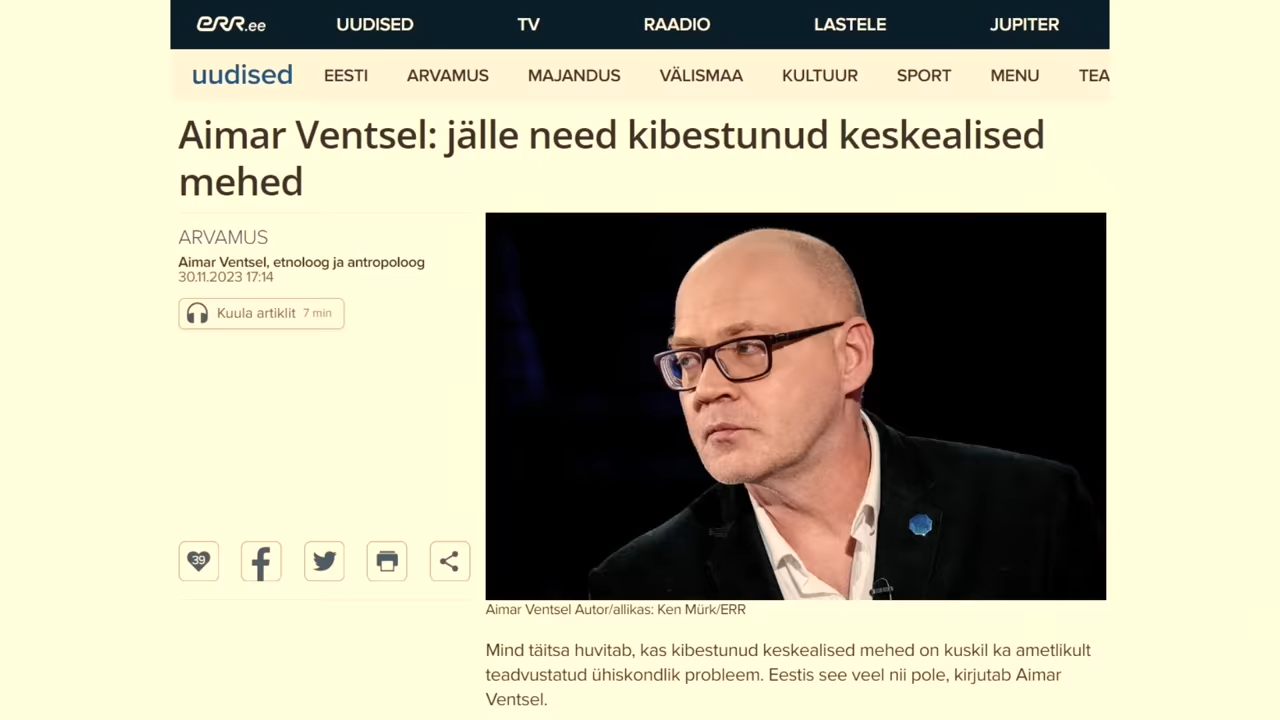 err.ee UUDISED TV RAADIO LASTELE JUPITER
uudised EESTI ARVAMUS MAJANDUS VÄLISMAA KULTUUR SPORT MENU TEA
Aimar Ventsel: jälle need kibestunud keskealised
mehed
ARVAMUS
Aimar Ventsel, etnoloog ja antropoloog
30.11.2023 17:14
Kuula artiklit 7 min
39
Aimar Ventsel Autor/allikas: Ken Mürk/ERR
Mind täitsa huvitab, kas kibestunud keskealised mehed on kuskil ka ametlikult
teadvustatud ühiskondlik probleem. Eestis see veel nii pole, kirjutab Aimar
Ventsel.